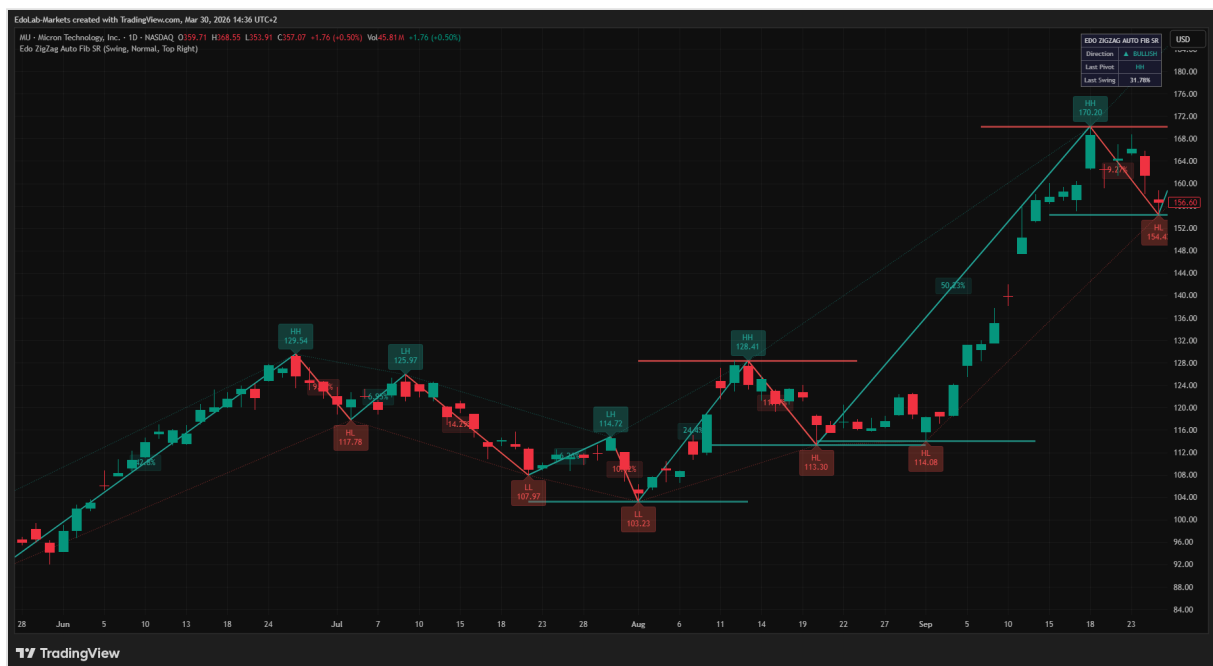 EdoLab-Markets created with TradingView.com, Mar 30, 2026 14:36 UTC+2
MU · Micron Technology, Inc. · 1D · NASDAQ O359.71 H368.55 L353.91 C357.07 +1.76 (+0.50%) Vol45.81M +1.76 (+0.50%)
Edo ZigZag Auto Fib SR (Swing, Normal, Top Right)
EDO ZIGZAG AUTO FIB SR
Direction ▲ BULLISH
Last Pivot HH
Last Swing 31.78%
USD
180.00
176.00
172.00
168.00
164.00
160.00
156.60
152.00
148.00
144.00
140.00
136.00
132.00
128.00
124.00
120.00
116.00
112.00
108.00
104.00
100.00
96.00
92.00
88.00
84.00
HH
170.20
9.27%
HL
50.23%
HH
129.54
LH
125.97
6.95%
HL
117.78
14.29%
LL
107.97
LH
114.72
LL
103.23
HH
128.41
HL
113.30
HL
114.08
28 Jun 5 10 13 18 24 Jul 7 10 15 18 23 28 Aug 6 11 14 19 22 27 Sep 5 10 15 18 23
TradingView